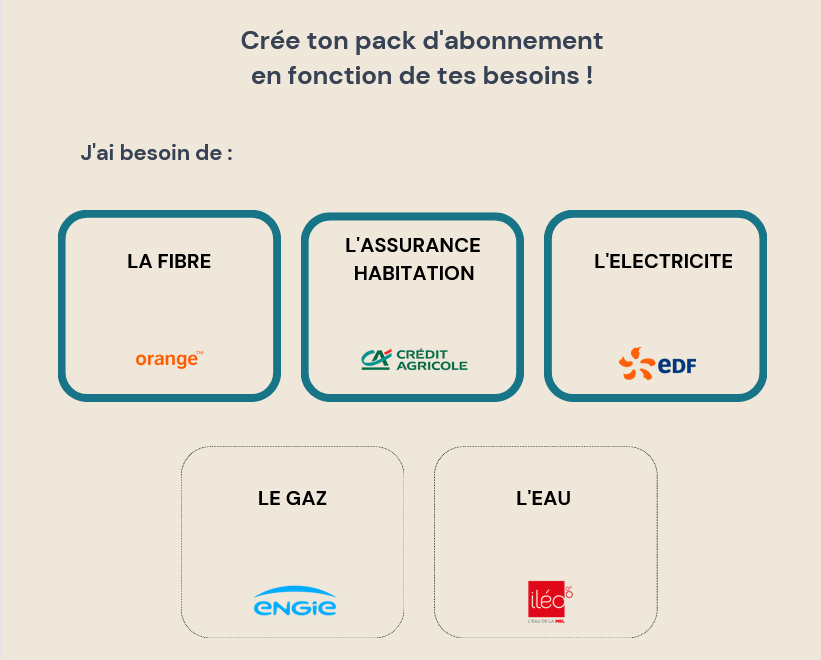 Crée ton pack d'abonnement
en fonction de tes besoins !
J'ai besoin de :
LA FIBRE
orange™
L'ASSURANCE
HABITATION
CRÉDIT
AGRICOLE
L'ELECTRICITE
eDF
LE GAZ
ENGIE
L'EAU
iléo
L'EAU DE LA MEL